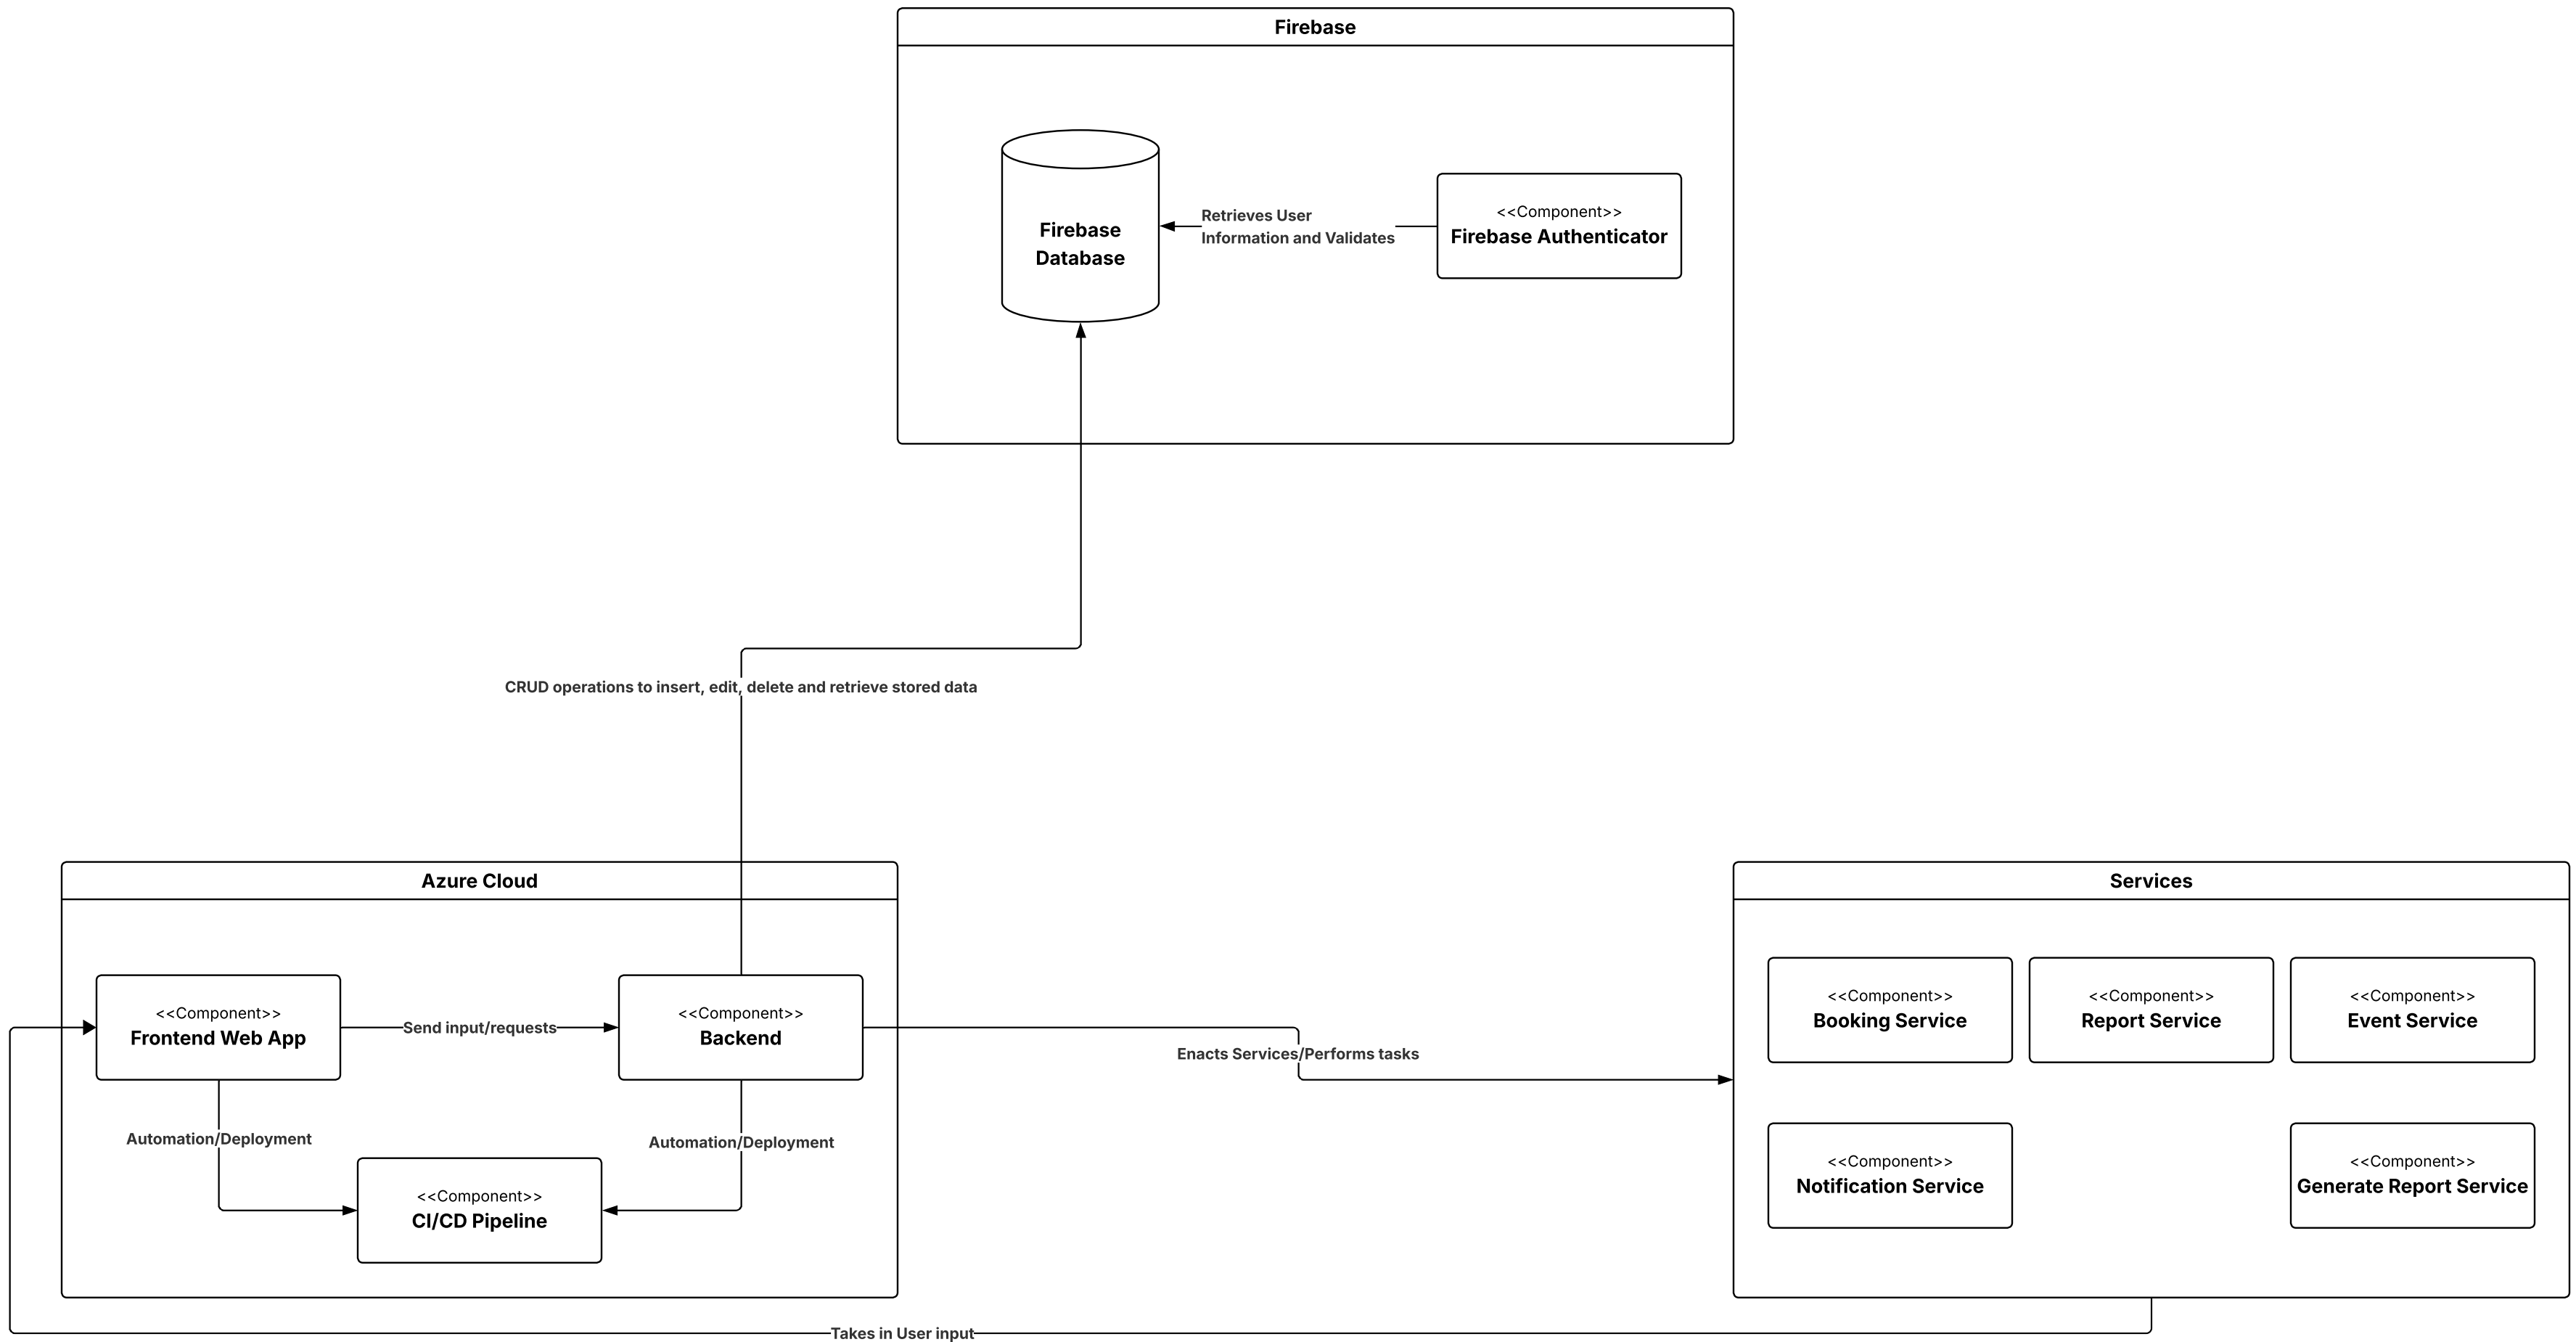 Firebase
Firebase
Database
Retrieves User
Information and Validates
<<Component>>
Firebase Authenticator
CRUD operations to insert, edit, delete and retrieve stored data
Azure Cloud
<<Component>>
Frontend Web App
Send input/requests
<<Component>>
Backend
Automation/Deployment
Automation/Deployment
<<Component>>
CI/CD Pipeline
Enacts Services/Performs tasks
Services
<<Component>>
Booking Service
<<Component>>
Report Service
<<Component>>
Event Service
<<Component>>
Notification Service
<<Component>>
Generate Report Service
Takes in User input